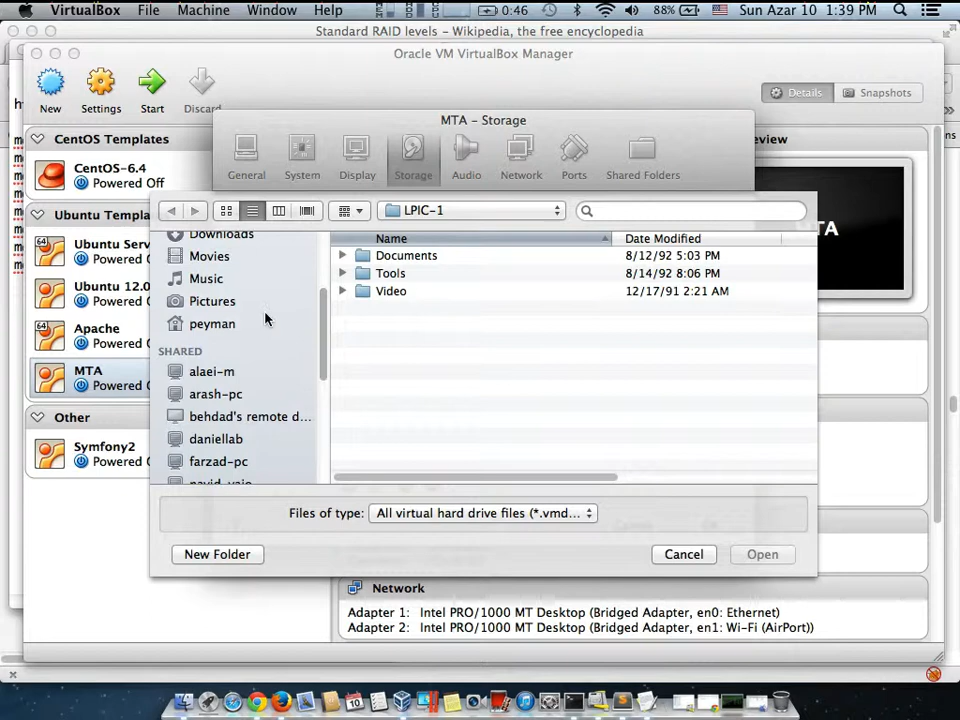 VirtualBox File Machine Window Help
0:46 88% Sun Azar 10 1:39 PM
Standard RAID levels – Wikipedia, the free encyclopedia
Oracle VM VirtualBox Manager
New Settings Start Discard
Details Snapshots
MTA – Storage
General System Display Storage Audio Network Ports Shared Folders
CentOS Templates
CentOS-6.4
Powered Off
Ubuntu Templa
64
Ubuntu Serv
Powered O
Ubuntu 12.0
Powered O
64
Apache
Powered O
MTA
Powered O
Other
Symfony2
Powered O
review
MTA
LPIC-1
Downloads
Movies
Music
Pictures
peyman
SHARED
alaei-m
arash-pc
behdad's remote d...
daniellab
farzad-pc
navid-vaio
Name Date Modified
Documents 8/12/92 5:03 PM
Tools 8/14/92 8:06 PM
Video 12/17/91 2:21 AM
Files of type: All virtual hard drive files (*.vmd...
New Folder Cancel Open
Network
Adapter 1: Intel PRO/1000 MT Desktop (Bridged Adapter, en0: Ethernet)
Adapter 2: Intel PRO/1000 MT Desktop (Bridged Adapter, en1: Wi-Fi (AirPort))